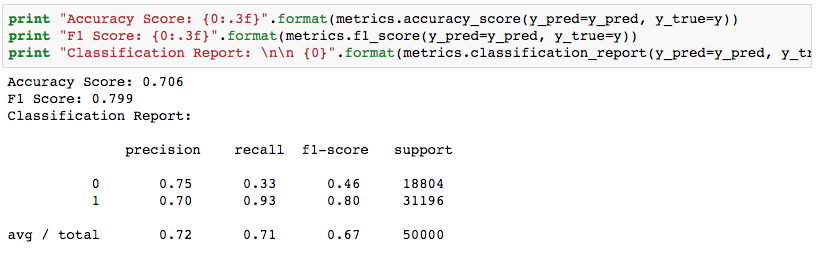 print "Accuracy Score: {0:.3f}".format(metrics.accuracy_score(y_pred=y_pred, y_true=y))
print "F1 Score: {0:.3f}".format(metrics.f1_score(y_pred=y_pred, y_true=y))
print "Classification Report: \n\n {0}".format(metrics.classification_report(y_pred=y_pred,
Accuracy Score: 0.706
F1 Score: 0.799
Classification Report:
precision recall f1-score support
0 0.75 0.33 0.46 18804
1 0.70 0.93 0.80 31196
avg / total 0.72 0.71 0.67 50000